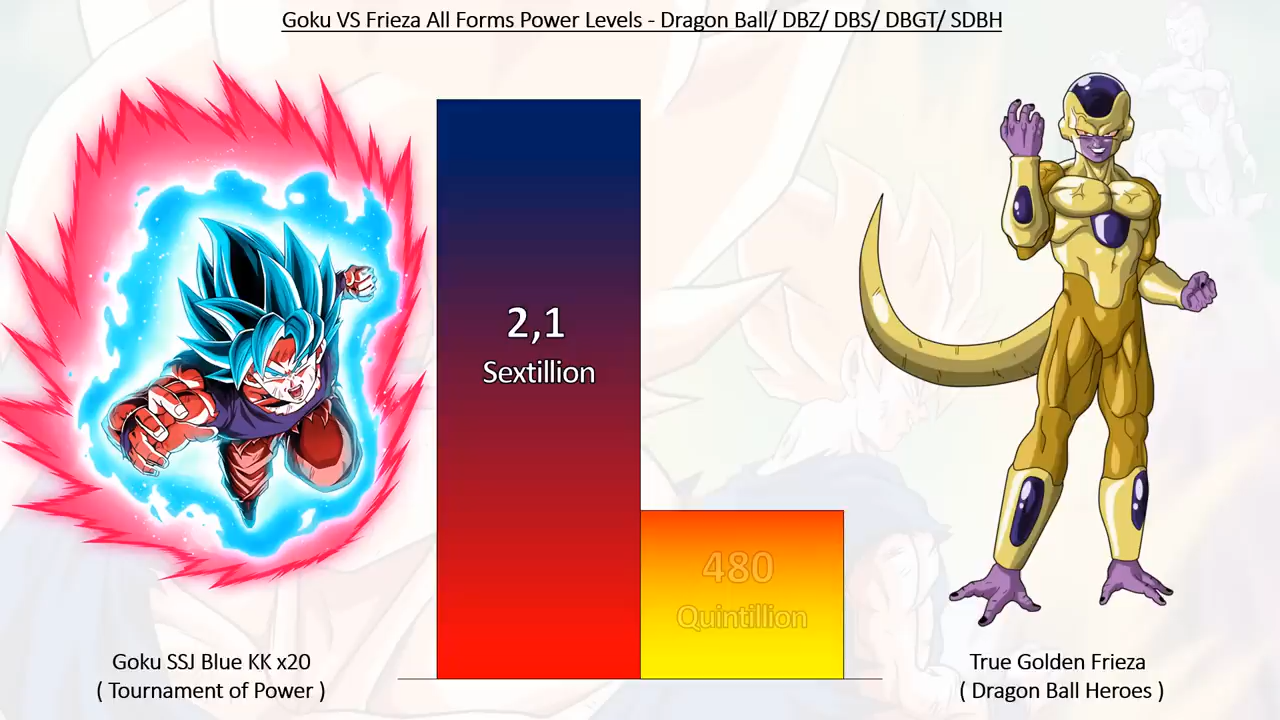 Goku VS Frieza All Forms Power Levels - Dragon Ball/ DBZ/ DBS/ DBGT/ SDBH
2,1
Sextillion
480
Quintillion
Goku SSJ Blue KK x20
( Tournament of Power )
True Golden Frieza
( Dragon Ball Heroes )